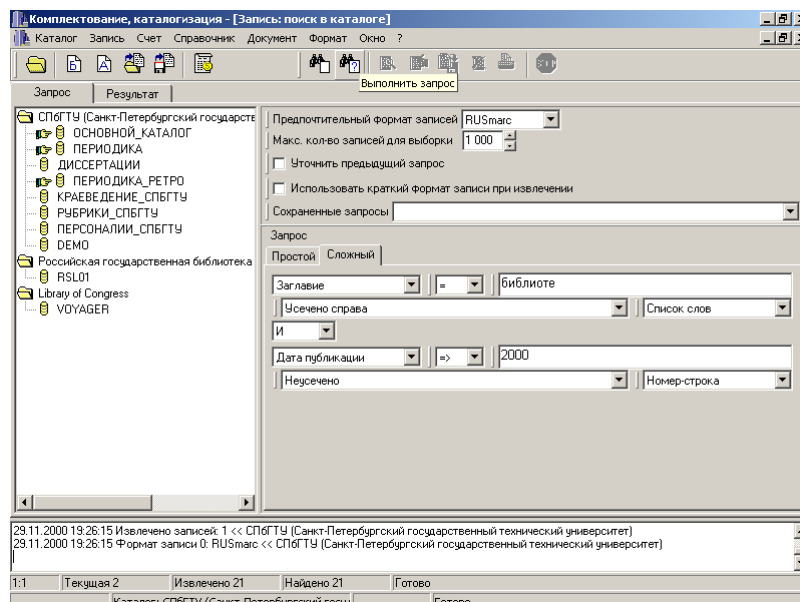 Комплектование, каталогизация - [Запись: поиск в каталоге]
Каталог Запись Счет Справочник Документ Формат Окно ?
Выполнить запрос
Запрос Результат
СПбГТУ (Санкт-Петербургский государстве
ОСНОВНОЙ_КАТАЛОГ
ПЕРИОДИКА
ДИССЕРТАЦИИ
ПЕРИОДИКА_РЕТРО
КРАЕВЕДЕНИЕ_СПБГТУ
РУБРИКИ_СПБГТУ
ПЕРСОНАЛИИ_СПБГТУ
DEMO
Российская государственная библиотека
RSL01
Library of Congress
VOYAGER
Предпочтительный формат записей RUSmarc
Макс. кол-во записей для выборки 1 000
Уточнить предыдущий запрос
Использовать краткий формат записи при извлечении
Сохраненные запросы
Запрос
Простой Сложный
Заглавие = библиоте
Усечено справа Список слов
И
Дата публикации => 2000
Неусечено Номер-строка
29.11.2000 19:26:15 Извлечено записей: 1 << СПбГТУ (Санкт-Петербургский государственный технический университет)
29.11.2000 19:26:15 Формат записи 0: RUSmarc << СПбГТУ (Санкт-Петербургский государственный технический университет)
1:1 Текущая 2 Извлечено 21 Найдено 21 Готово
Каталог: СПбГТУ (Санкт-Петербургский госу Готово